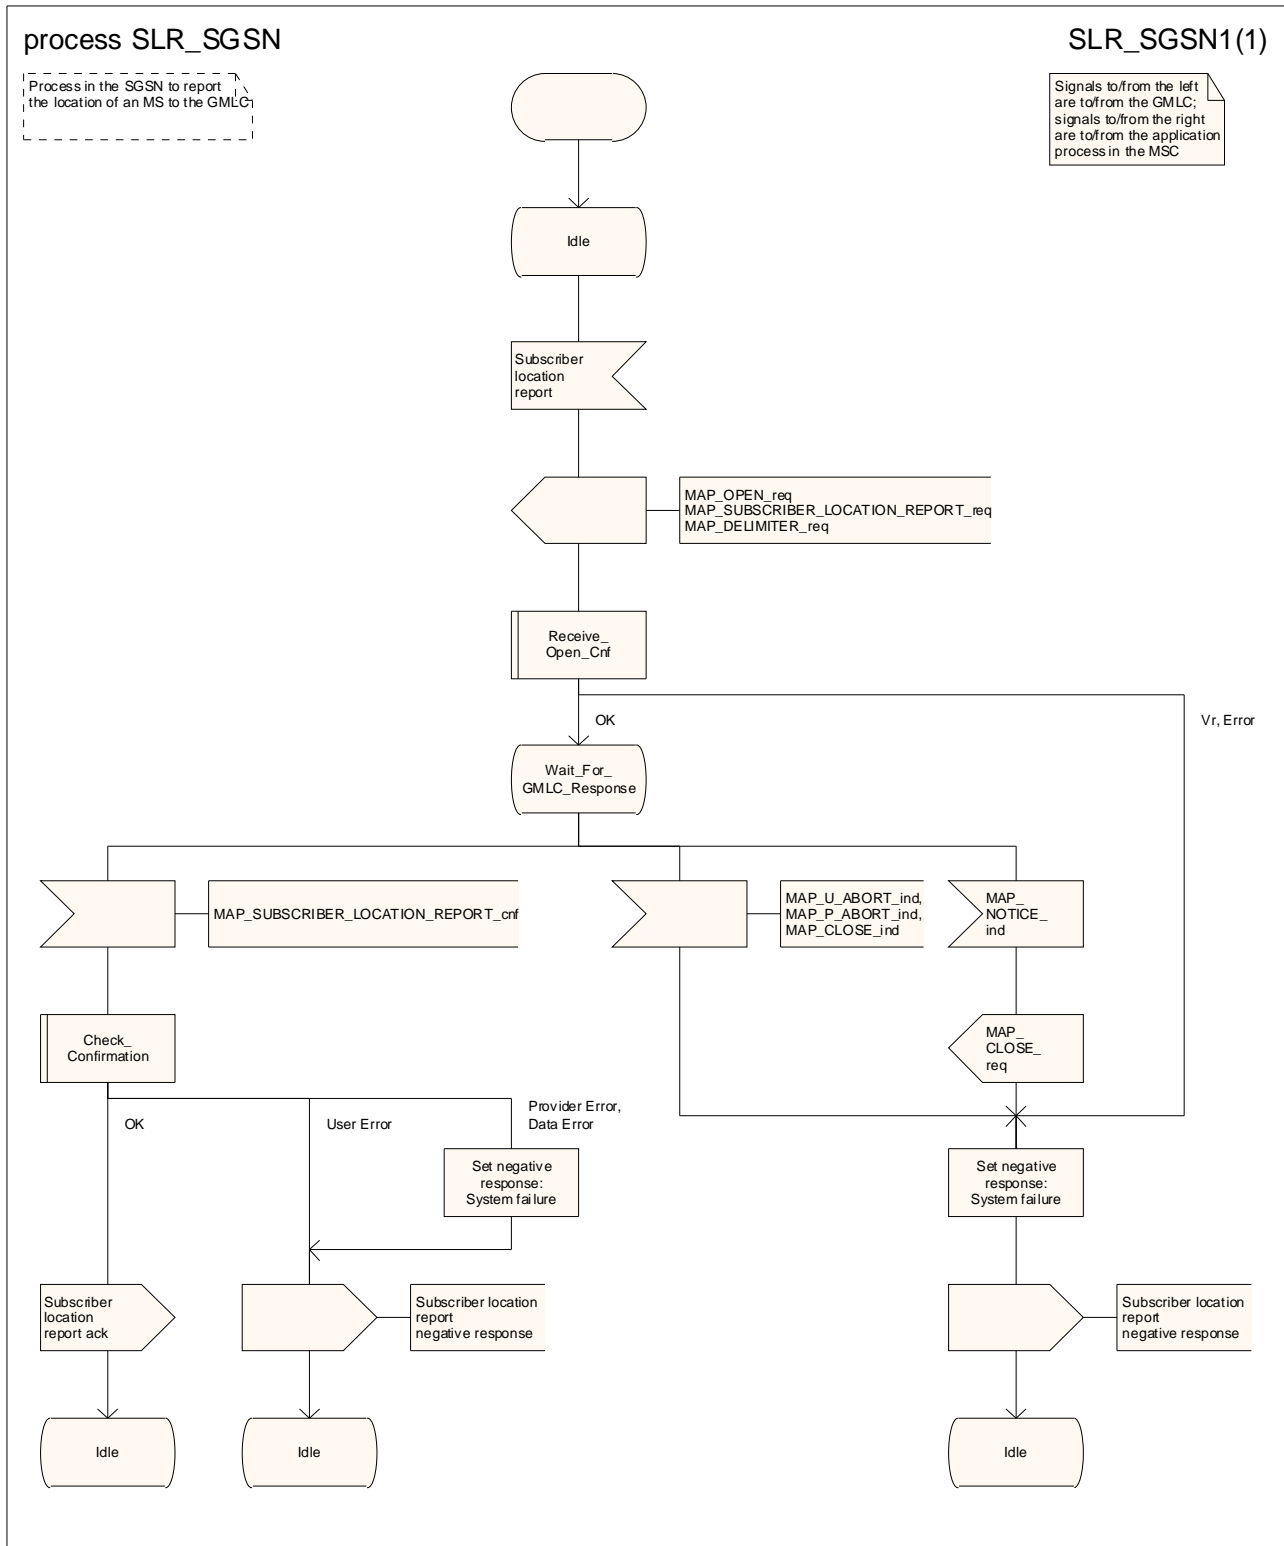 process SLR_SGSN
SLR_SGSN1(1)
Process in the SGSN to report
the location of an MS to the GMLC
Signals to/from the left
are to/from the GMLC;
signals to/from the right
are to/from the application
process in the MSC
Idle
Subscriber
location
report
MAP_OPEN_req
MAP_SUBSCRIBER_LOCATION_REPORT_req
MAP_DELIMITER_req
Receive_
Open_Cnf
OK
Vr, Error
Wait_For_
GMLC_Response
MAP_SUBSCRIBER_LOCATION_REPORT_cnf
MAP_U_ABORT_ind,
MAP_P_ABORT_ind,
MAP_CLOSE_ind
MAP_
NOTICE_
ind
Check_
Confirmation
MAP_
CLOSE_
req
OK
User Error
Provider Error,
Data Error
Set negative
response:
System failure
Set negative
response:
System failure
Subscriber
location
report ack
Subscriber location
report
negative response
Subscriber location
report
negative response
Idle
Idle
Idle